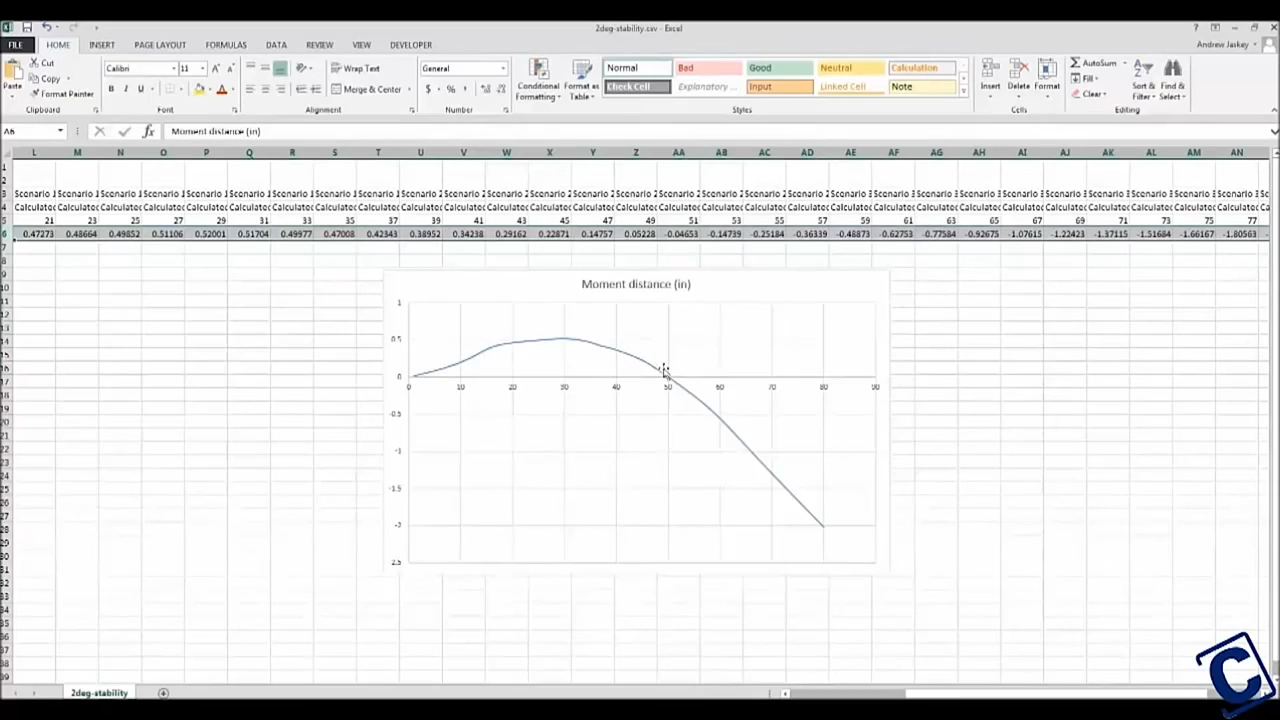 2deg-stability.csv - Excel
FILE HOME INSERT PAGE LAYOUT FORMULAS DATA REVIEW VIEW DEVELOPER Andrew Jaskey
Cut Calibri 11 Wrap Text General Normal Bad Good Neutral Calculation AutoSum
Copy Fill
Format Painter B I U Merge & Center $ % Check Cell Explanatory ... Input Linked Cell Note Clear
Paste Conditional Formatting Format as Table Insert Delete Format Sort & Filter Find & Select
Clipboard Font Alignment Number Styles Cells Editing
A6 Moment distance (in)
L M N O P Q R S T U V W X Y Z AA AB AC AD AE AF AG AH AI AJ AK AL AM AN
21 23 25 27 29 31 33 35 37 39 41 43 45 47 49 51 53 55 57 59 61 63 65 67 69 71 73 75 77
0.47273 0.48664 0.49852 0.51106 0.52001 0.51704 0.49977 0.47008 0.42343 0.38952 0.34238 0.29162 0.22871 0.14757 0.05228 -0.04653 -0.14739 -0.25184 -0.36339 -0.48873 -0.62753 -0.77584 -0.92675 -1.07615 -1.22423 -1.37115 -1.51684 -1.66167 -1.80563
Moment distance (in)
1
0.5
0
0 10 20 30 40 50 60 70 80 90
-0.5
-1
-1.5
-2
2.5
2deg-stability
C